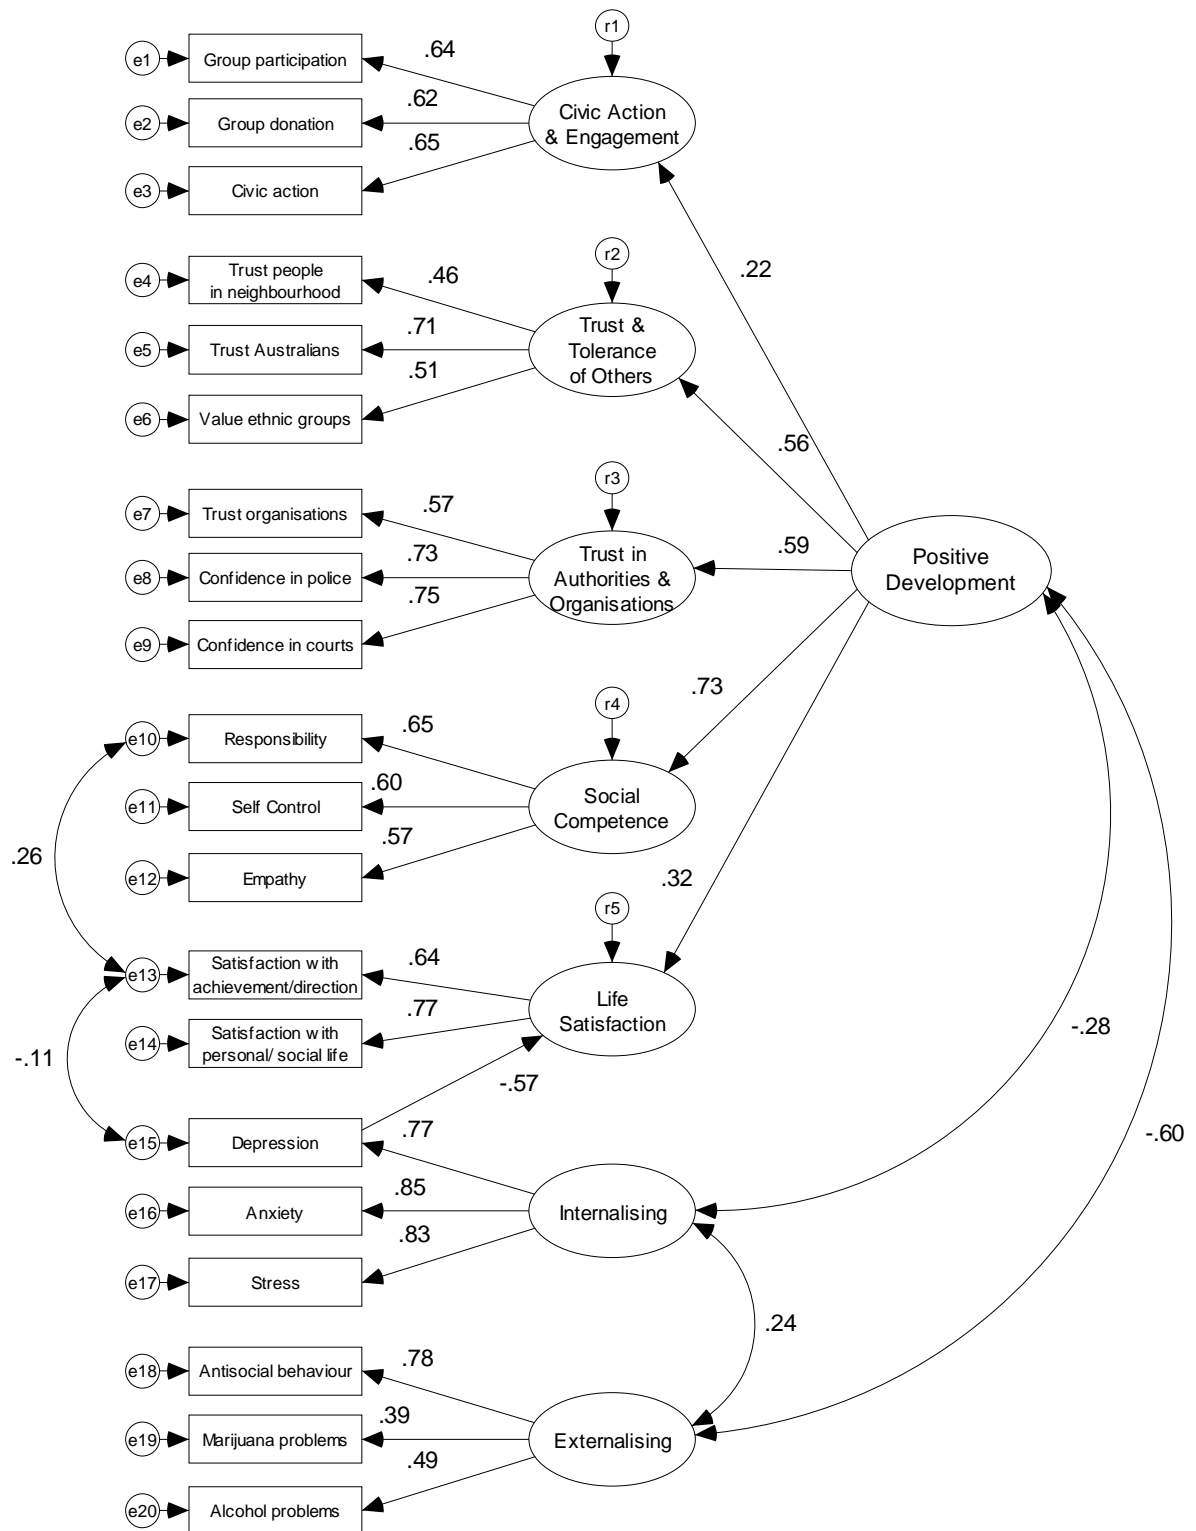 r1
e1
Group participation
.64
e2
Group donation
.62
Civic Action
& Engagement
e3
Civic action
.65
.22
r2
e4
Trust people
in neighbourhood
.46
e5
Trust Australians
.71
Trust &
Tolerance
of Others
e6
Value ethnic groups
.51
.56
r3
e7
Trust organisations
.57
e8
Confidence in police
.73
Trust in
Authorities &
Organisations
.59
Positive
Development
e9
Confidence in courts
.75
r4
.73
e10
Responsibility
.65
e11
Self Control
.60
Social
Competence
e12
Empathy
.57
.26
.32
r5
e13
Satisfaction with
achievement/direction
.64
Life
Satisfaction
e14
Satisfaction with
personal/ social life
.77
-.11
-.57
-.28
e15
Depression
.77
-.60
e16
Anxiety
.85
Internalising
e17
Stress
.83
.24
e18
Antisocial behaviour
.78
e19
Marijuana problems
.39
Externalising
e20
Alcohol problems
.49